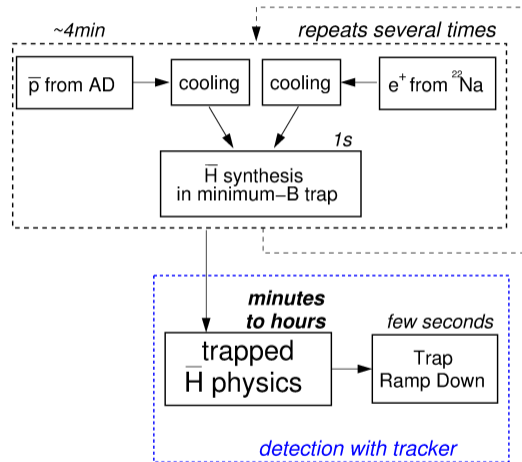 ~4min
repeats several times
p̅ from AD
cooling
cooling
e⁺ from ²²Na
1s
H̅ synthesis
in minimum−B trap
minutes
to hours
few seconds
trapped
H̅ physics
Trap
Ramp Down
detection with tracker